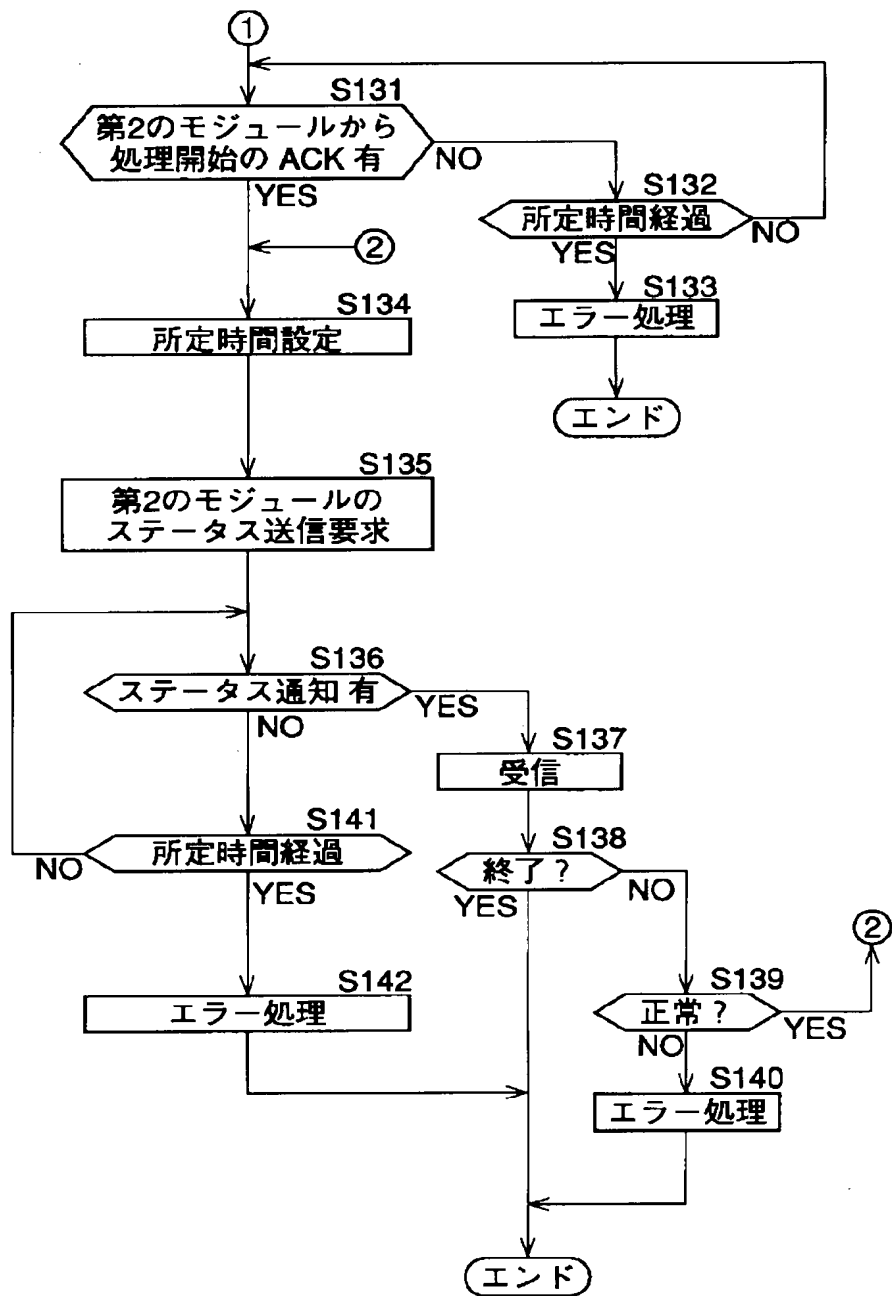 ①
S131
第2のモジュールから
処理開始の ACK 有
NO
YES
S132
所定時間経過
NO
YES
②
S133
エラー処理
S134
所定時間設定
エンド
S135
第2のモジュールの
ステータス送信要求
S136
ステータス通知 有
YES
NO
S137
受信
S141
所定時間経過
NO
YES
S138
終了?
NO
YES
②
S142
エラー処理
S139
正常?
YES
NO
S140
エラー処理
エンド